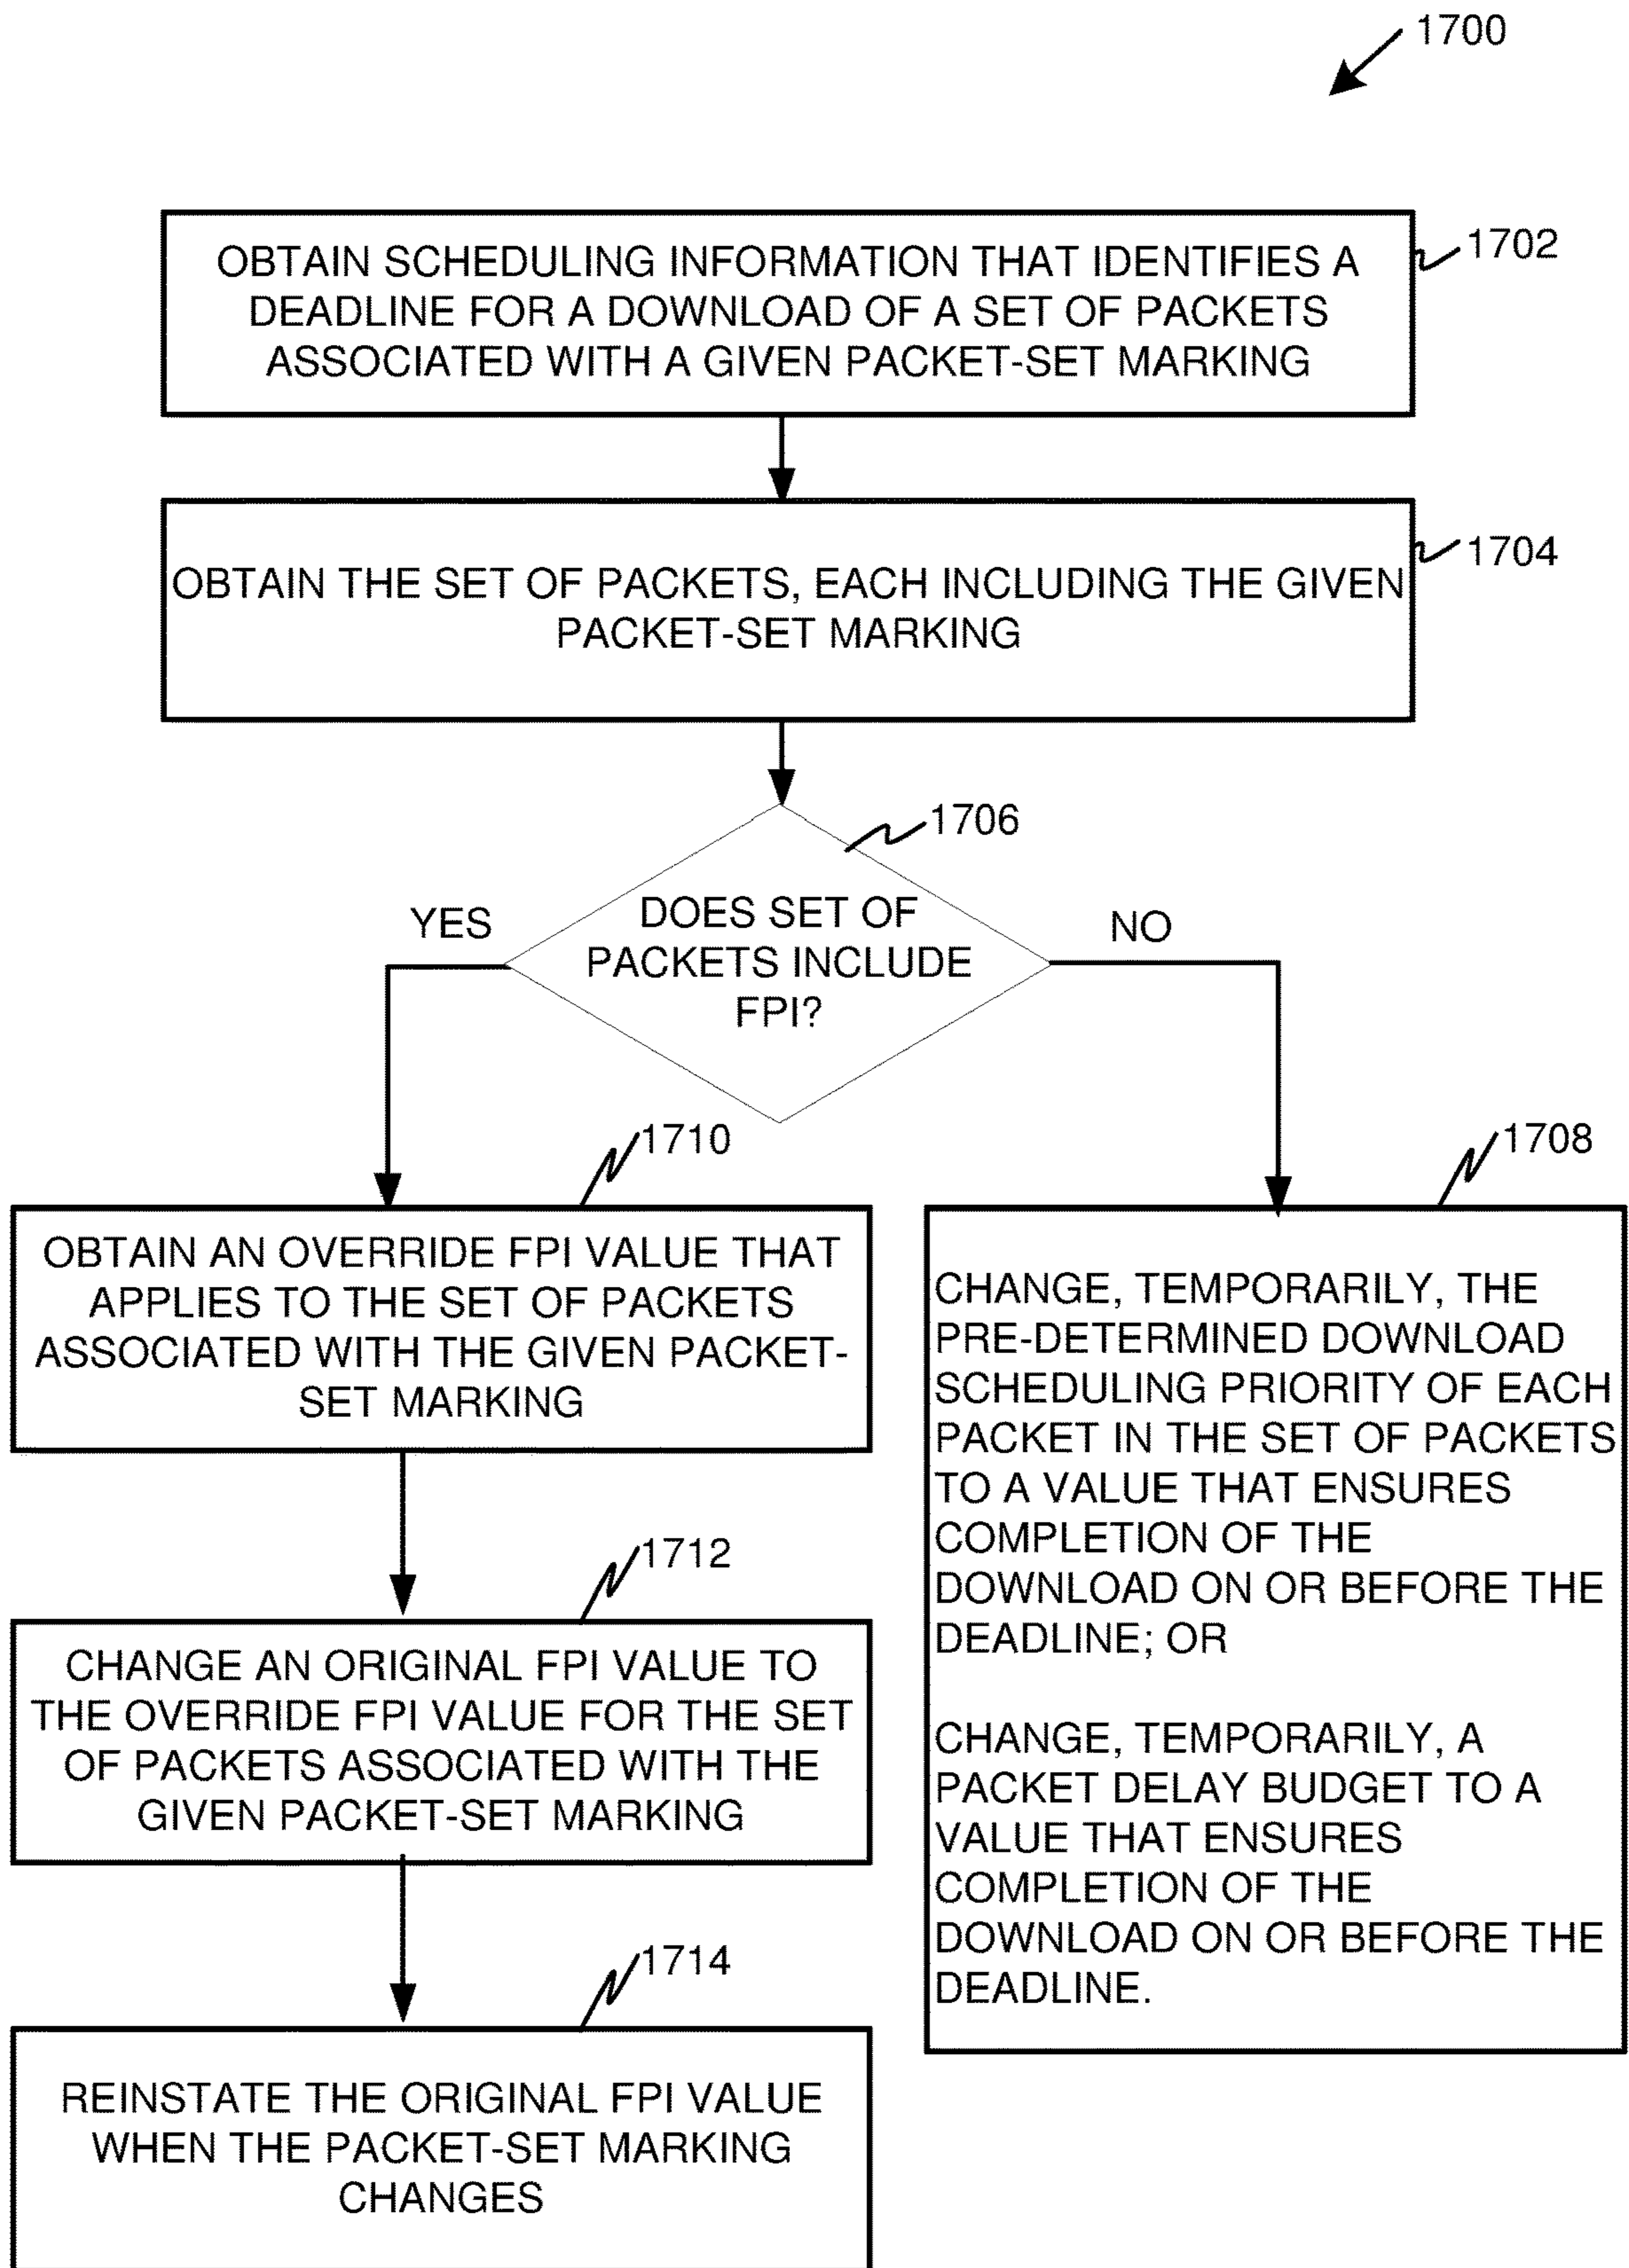 1700
OBTAIN SCHEDULING INFORMATION THAT IDENTIFIES A
DEADLINE FOR A DOWNLOAD OF A SET OF PACKETS
ASSOCIATED WITH A GIVEN PACKET-SET MARKING
1702
OBTAIN THE SET OF PACKETS, EACH INCLUDING THE GIVEN
PACKET-SET MARKING
1704
1706
DOES SET OF
PACKETS INCLUDE
FPI?
YES
NO
1710
OBTAIN AN OVERRIDE FPI VALUE THAT
APPLIES TO THE SET OF PACKETS
ASSOCIATED WITH THE GIVEN PACKET-
SET MARKING
1712
CHANGE AN ORIGINAL FPI VALUE TO
THE OVERRIDE FPI VALUE FOR THE SET
OF PACKETS ASSOCIATED WITH THE
GIVEN PACKET-SET MARKING
1714
REINSTATE THE ORIGINAL FPI VALUE
WHEN THE PACKET-SET MARKING
CHANGES
1708
CHANGE, TEMPORARILY, THE
PRE-DETERMINED DOWNLOAD
SCHEDULING PRIORITY OF EACH
PACKET IN THE SET OF PACKETS
TO A VALUE THAT ENSURES
COMPLETION OF THE
DOWNLOAD ON OR BEFORE THE
DEADLINE; OR
CHANGE, TEMPORARILY, A
PACKET DELAY BUDGET TO A
VALUE THAT ENSURES
COMPLETION OF THE
DOWNLOAD ON OR BEFORE THE
DEADLINE.